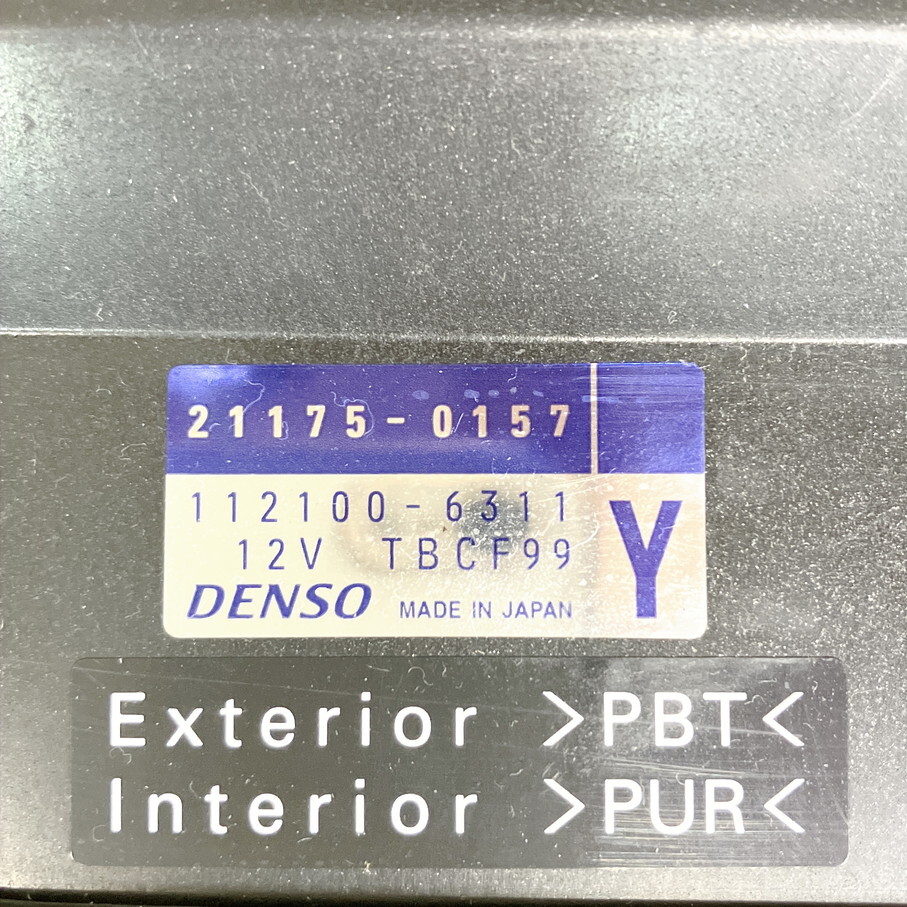 21175-0157
112100-6311
12V TBCF99
Y
DENSO MADE IN JAPAN
Exterior >PBT<
Interior >PUR<